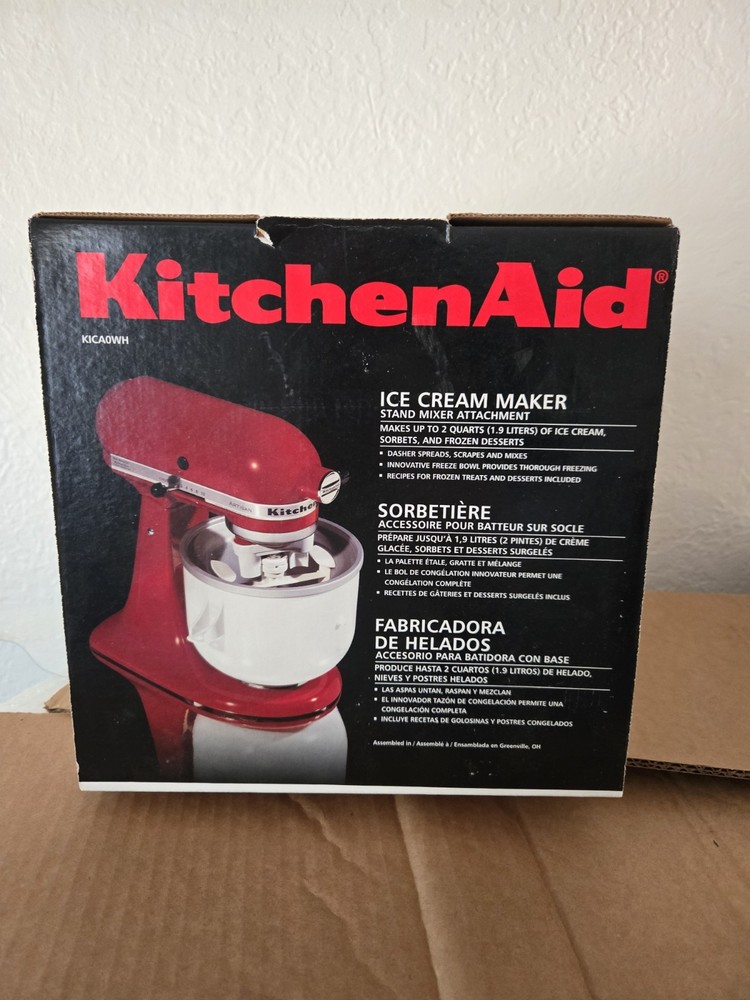 KitchenAid®
KICA0WH
ICE CREAM MAKER
STAND MIXER ATTACHMENT
MAKES UP TO 2 QUARTS (1.9 LITERS) OF ICE CREAM,
SORBETS, AND FROZEN DESSERTS
• DASHER SPREADS, SCRAPES AND MIXES
• INNOVATIVE FREEZE BOWL PROVIDES THOROUGH FREEZING
• RECIPES FOR FROZEN TREATS AND DESSERTS INCLUDED
SORBETIÈRE
ACCESSOIRE POUR BATTEUR SUR SOCLE
PRÉPARE JUSQU'À 1,9 LITRES (2 PINTES) DE CRÈME
GLACÉE, SORBETS ET DESSERTS SURGELÉS
• LA PALETTE ÉTALE, GRATTE ET MÉLANGE
• LE BOL DE CONGÉLATION INNOVATEUR PERMET UNE
CONGÉLATION COMPLÈTE
• RECETTES DE GÂTERIES ET DESSERTS SURGELÉS INCLUS
FABRICADORA
DE HELADOS
ACCESORIO PARA BATIDORA CON BASE
PRODUCE HASTA 2 CUARTOS (1.9 LITROS) DE HELADO,
NIEVES Y POSTRES HELADOS
• LAS ASPAS UNTAN, RASPAN Y MEZCLAN
• EL INNOVADOR TAZÓN DE CONGELACIÓN PERMITE UNA
CONGELACIÓN COMPLETA
• INCLUYE RECETAS DE GOLOSINAS Y POSTRES CONGELADOS
Assembled in / Assemblé à / Ensamblada en Greenville, OH
ARTISAN
Kitchen